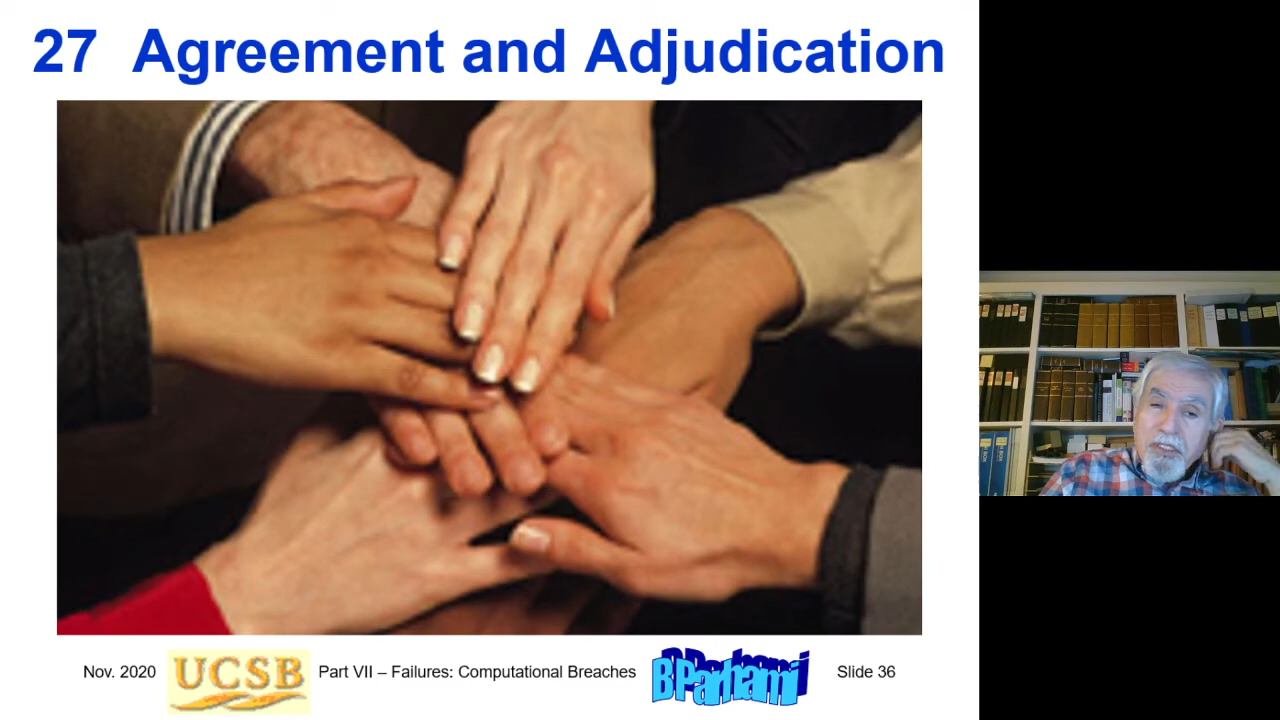 27 Agreement and Adjudication
Nov. 2020
UCSB
Part VII – Failures: Computational Breaches
B Parhami
Slide 36